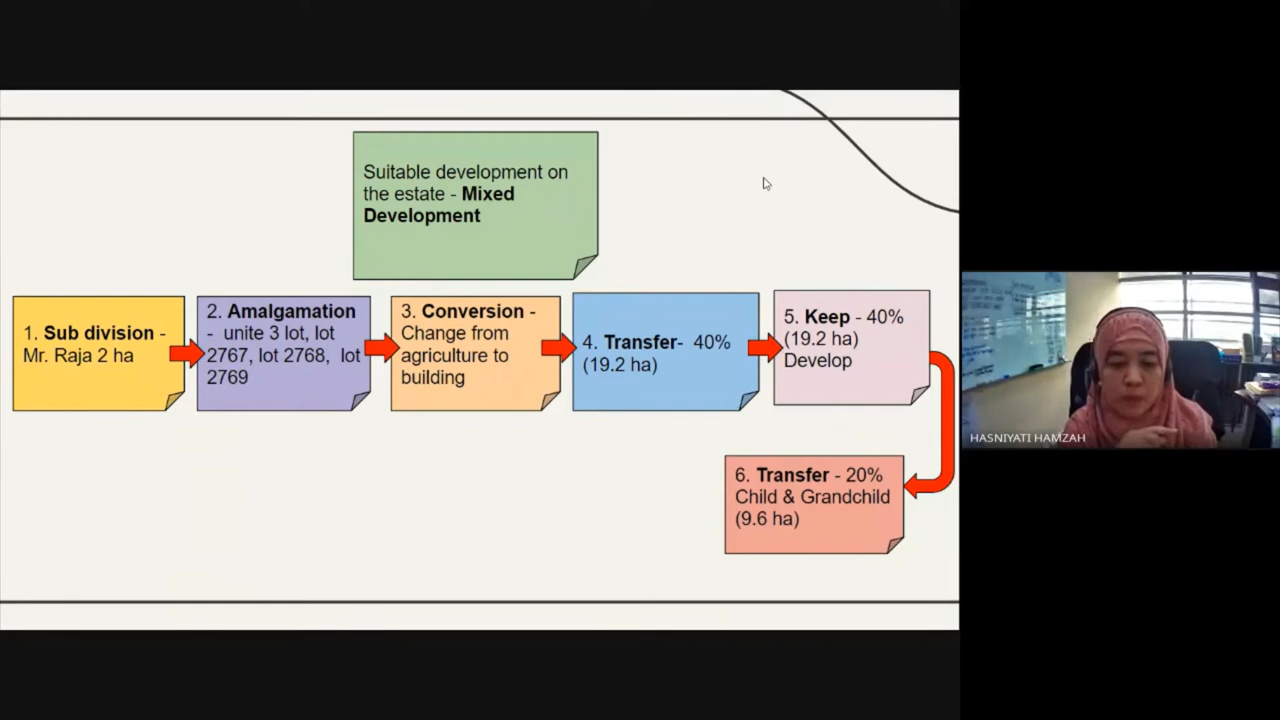 Suitable development on
the estate - Mixed
Development
1. Sub division -
Mr. Raja 2 ha
2. Amalgamation
- unite 3 lot, lot
2767, lot 2768, lot
2769
3. Conversion -
Change from
agriculture to
building
4. Transfer- 40%
(19.2 ha)
5. Keep - 40%
(19.2 ha)
Develop
6. Transfer - 20%
Child & Grandchild
(9.6 ha)
HASNIYATI HAMZAH